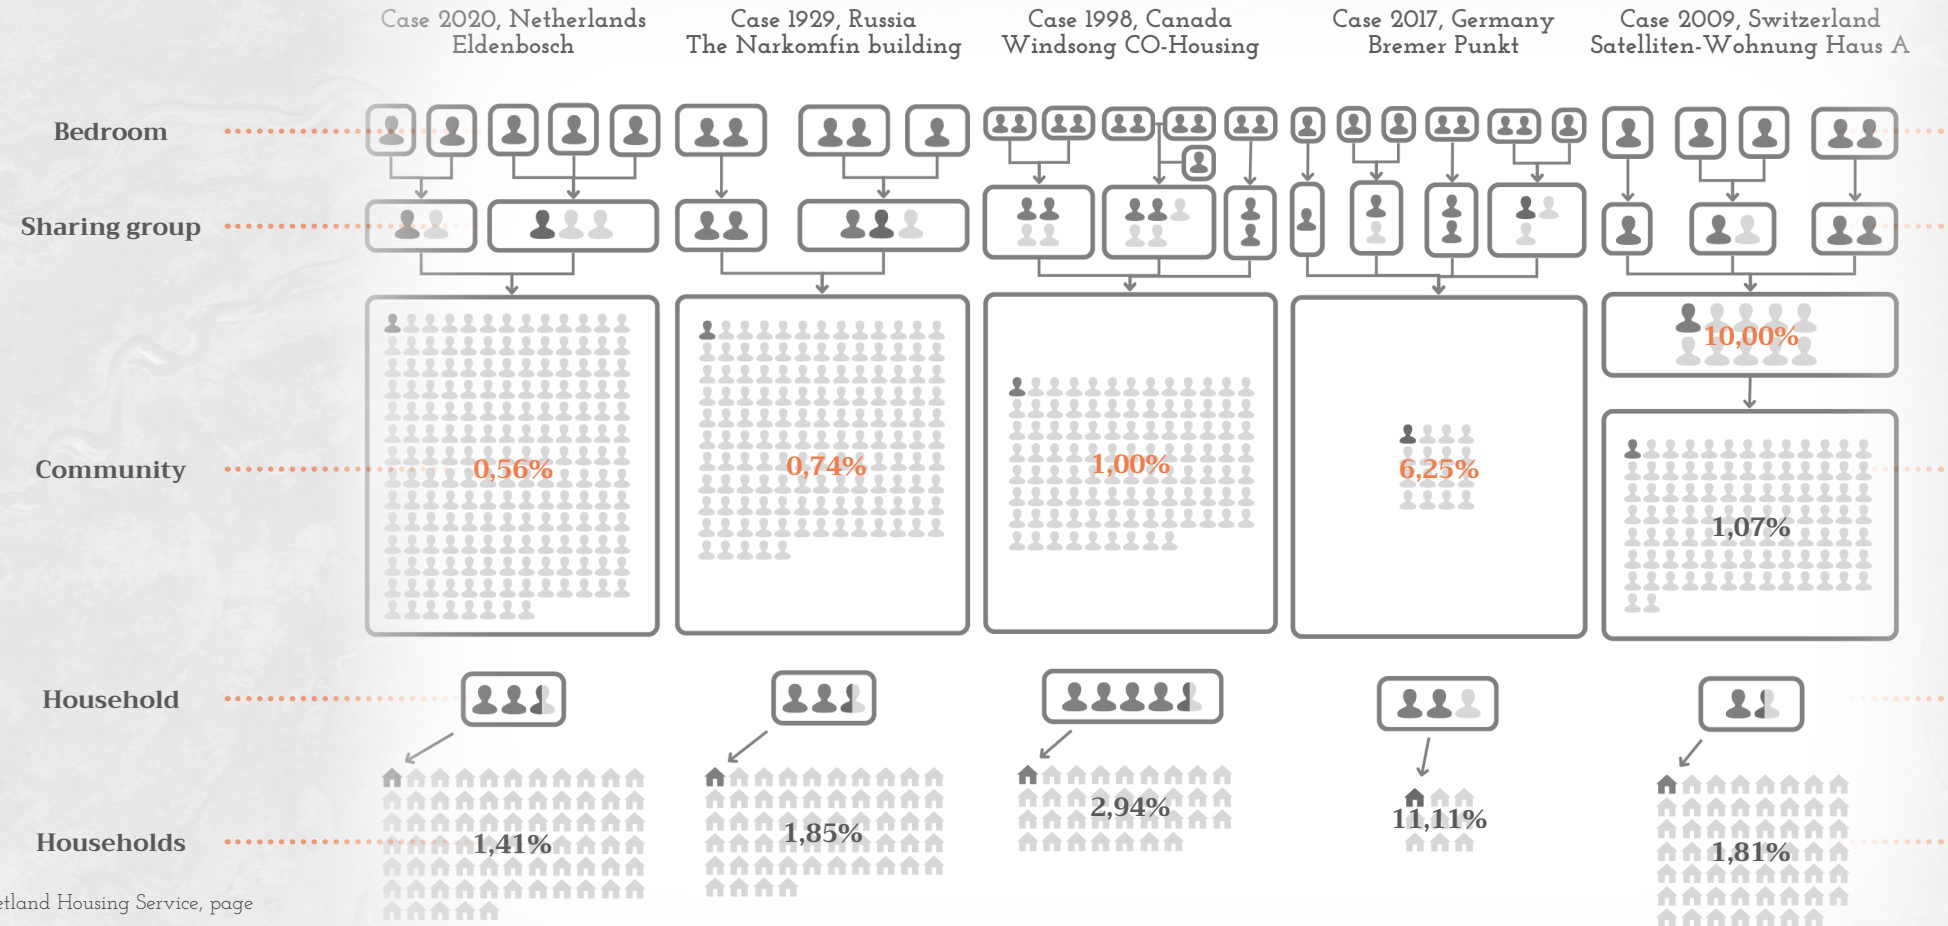 Case 2020, Netherlands
Eldenbosch
Case 1929, Russia
The Narkomfin building
Case 1998, Canada
Windsong CO-Housing
Case 2017, Germany
Bremer Punkt
Case 2009, Switzerland
Satelliten-Wohnung Haus A
Bedroom
Sharing group
Community
10,00%
0,56%
0,74%
1,00%
6,25%
1,07%
Household
Households
1,41%
1,85%
2,94%
11,11%
1,81%
Housing Service, page